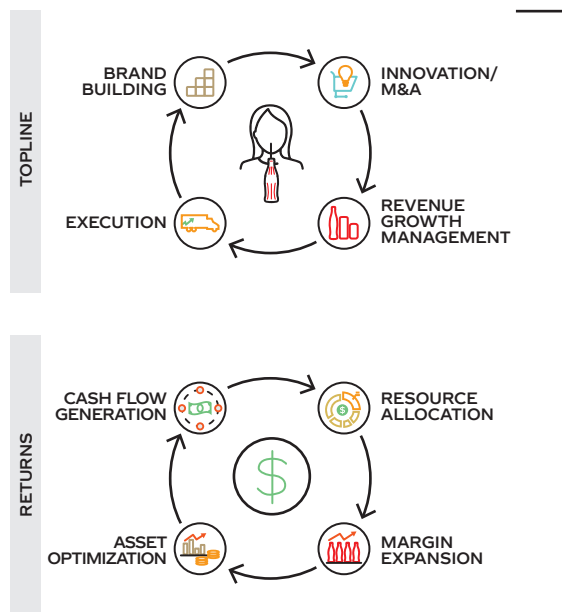 TOPLINE
BRAND
BUILDING
INNOVATION/
M&A
EXECUTION
REVENUE
GROWTH
MANAGEMENT
RETURNS
CASH FLOW
GENERATION
RESOURCE
ALLOCATION
$
$
ASSET
OPTIMIZATION
MARGIN
EXPANSION